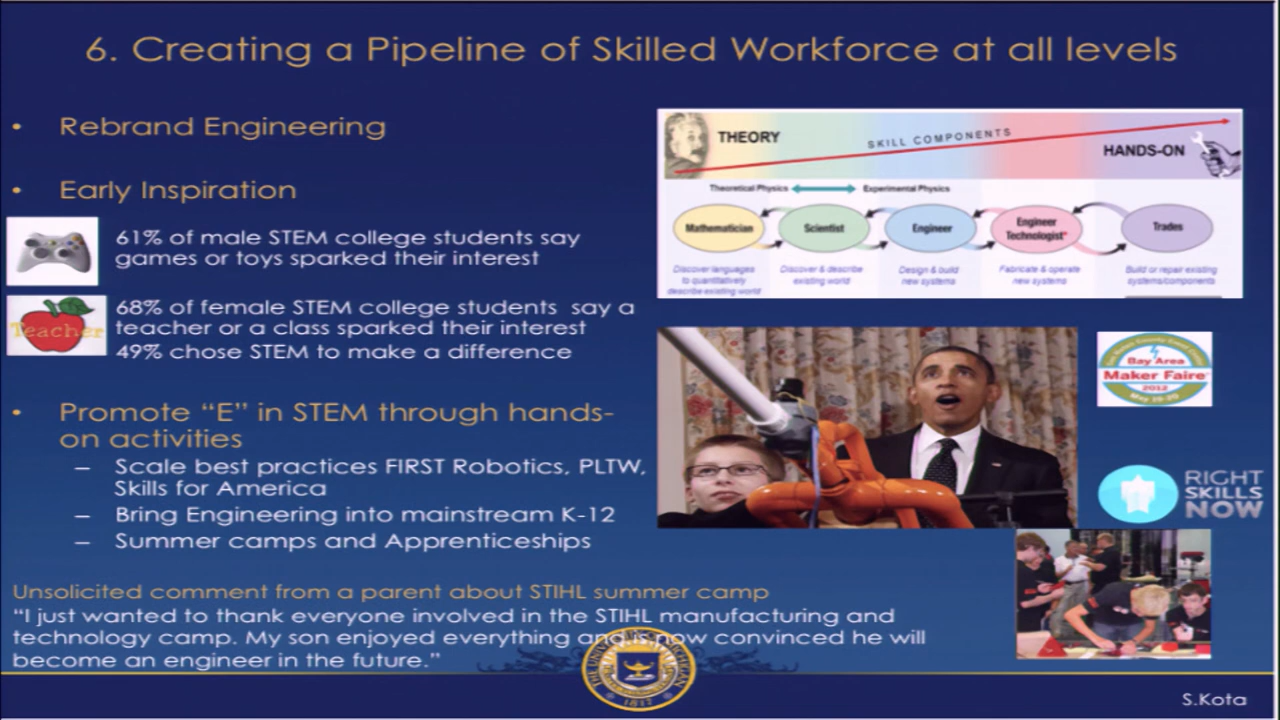 6. Creating a Pipeline of Skilled Workforce at all levels
• Rebrand Engineering
• Early Inspiration
61% of male STEM college students say
games or toys sparked their interest
Teacher
68% of female STEM college students say a
teacher or a class sparked their interest
49% chose STEM to make a difference
• Promote “E” in STEM through hands-
on activities
– Scale best practices FIRST Robotics, PLTW,
Skills for America
– Bring Engineering into mainstream K-12
– Summer camps and Apprenticeships
Unsolicited comment from a parent about STIHL summer camp
“I just wanted to thank everyone involved in the STIHL manufacturing and
technology camp. My son enjoyed everything and is now convinced he will
become an engineer in the future.”
THEORY
SKILL COMPONENTS
HANDS-ON
Theoretical Physics
Experimental Physics
Mathematician
Scientist
Engineer
Engineer
Technologist*
Trades
Discover languages
to quantitatively
describe existing world
Discover & describe
existing world
Design & build
new systems
Fabricate & operate
new systems
Build or repair existing
systems/components
Bay Area
Maker Faire
2012
May 19-20
RIGHT
SKILLS
NOW
1817
S.Kota